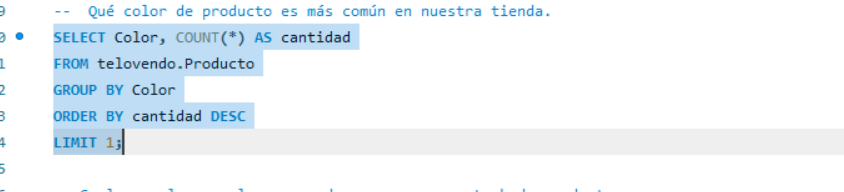 9 -- Qué color de producto es más común en nuestra tienda.
0 SELECT Color, COUNT(*) AS cantidad
1 FROM telovendo.Producto
2 GROUP BY Color
3 ORDER BY cantidad DESC
4 LIMIT 1;
5